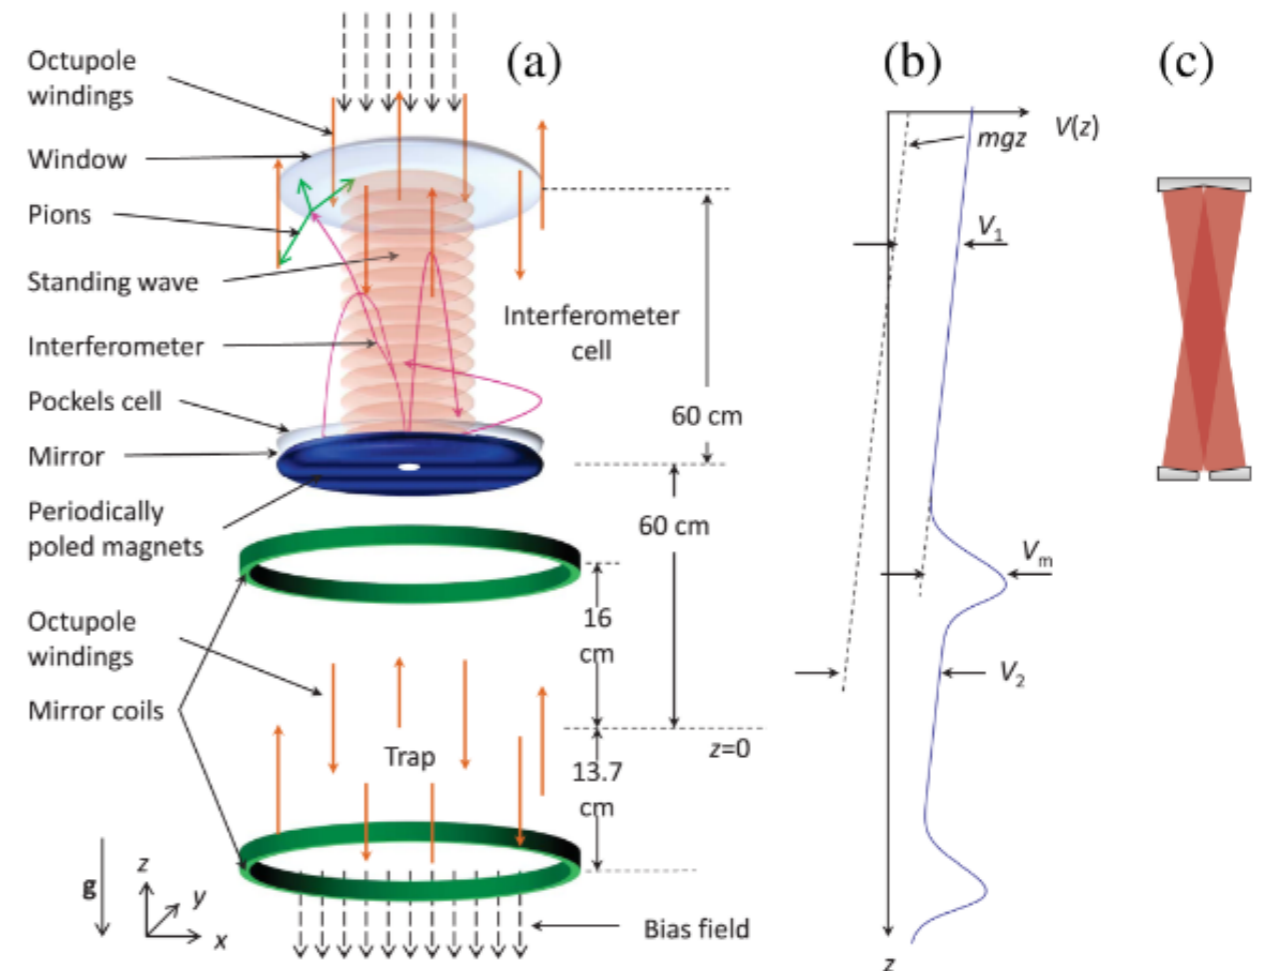 (a)
(b)
(c)
Octupole
windings
Window
Pions
Standing wave
Interferometer
Pockels cell
Mirror
Periodically
poled magnets
Octupole
windings
Mirror coils
Interferometer
cell
60 cm
60 cm
16
cm
Trap
z=0
13.7
cm
Bias field
g
z
y
x
V(z)
mgz
V₁
Vₘ
V₂
z